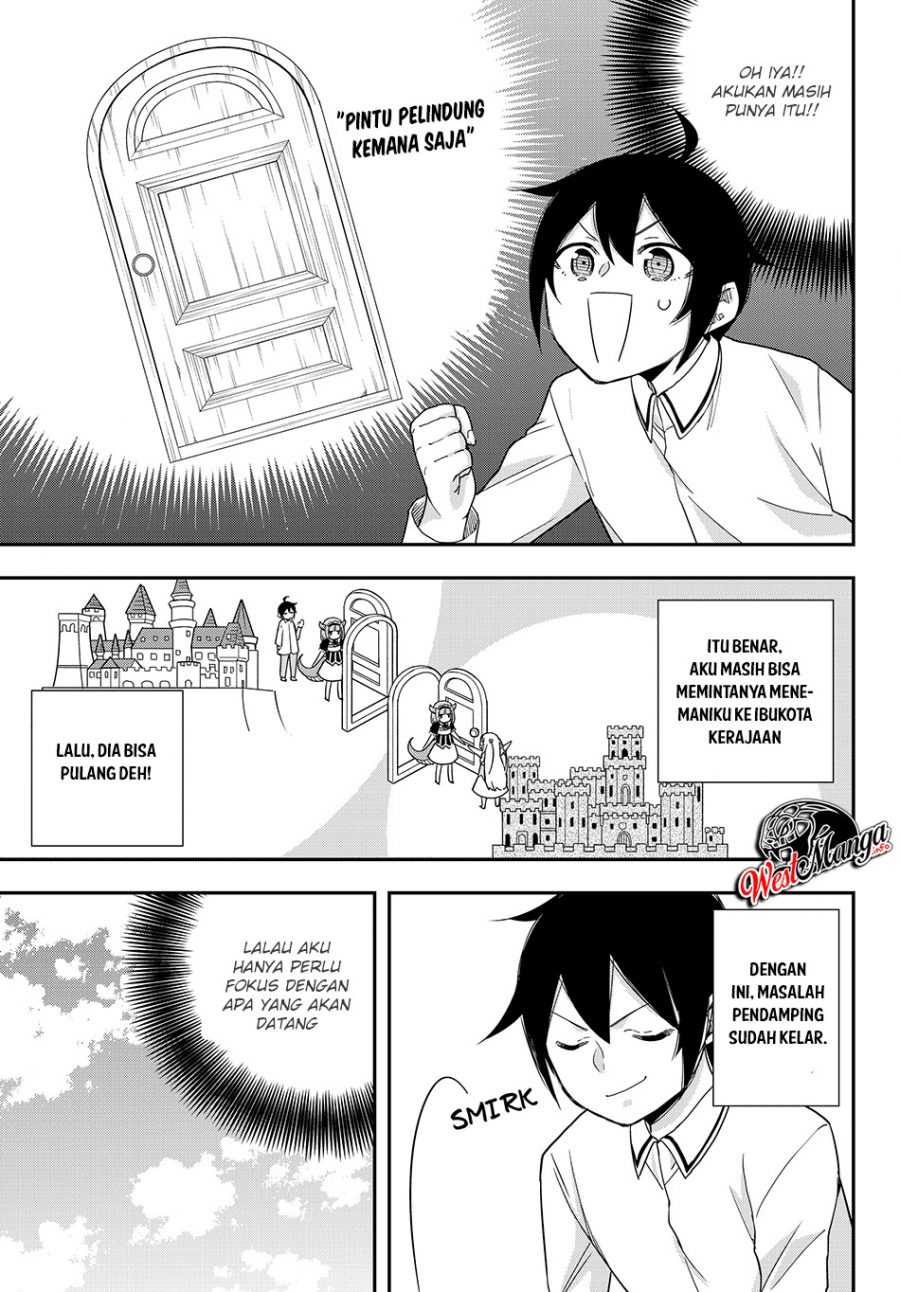 OH IYA!!
AKUKAN MASIH
PUNYA ITU!!
"PINTU PELINDUNG
KEMANA SAJA"
ITU BENAR,
AKU MASIH BISA
MEMINTANYA MENE-
MANIKU KE IBUKOTA
KERAJAAN
LALU, DIA BISA
PULANG DEH!
WestManga
.info
DENGAN
INI, MASALAH
PENDAMPING
SUDAH KELAR.
SMIRK
LALAU AKU
HANYA PERLU
FOKUS DENGAN
APA YANG AKAN
DATANG